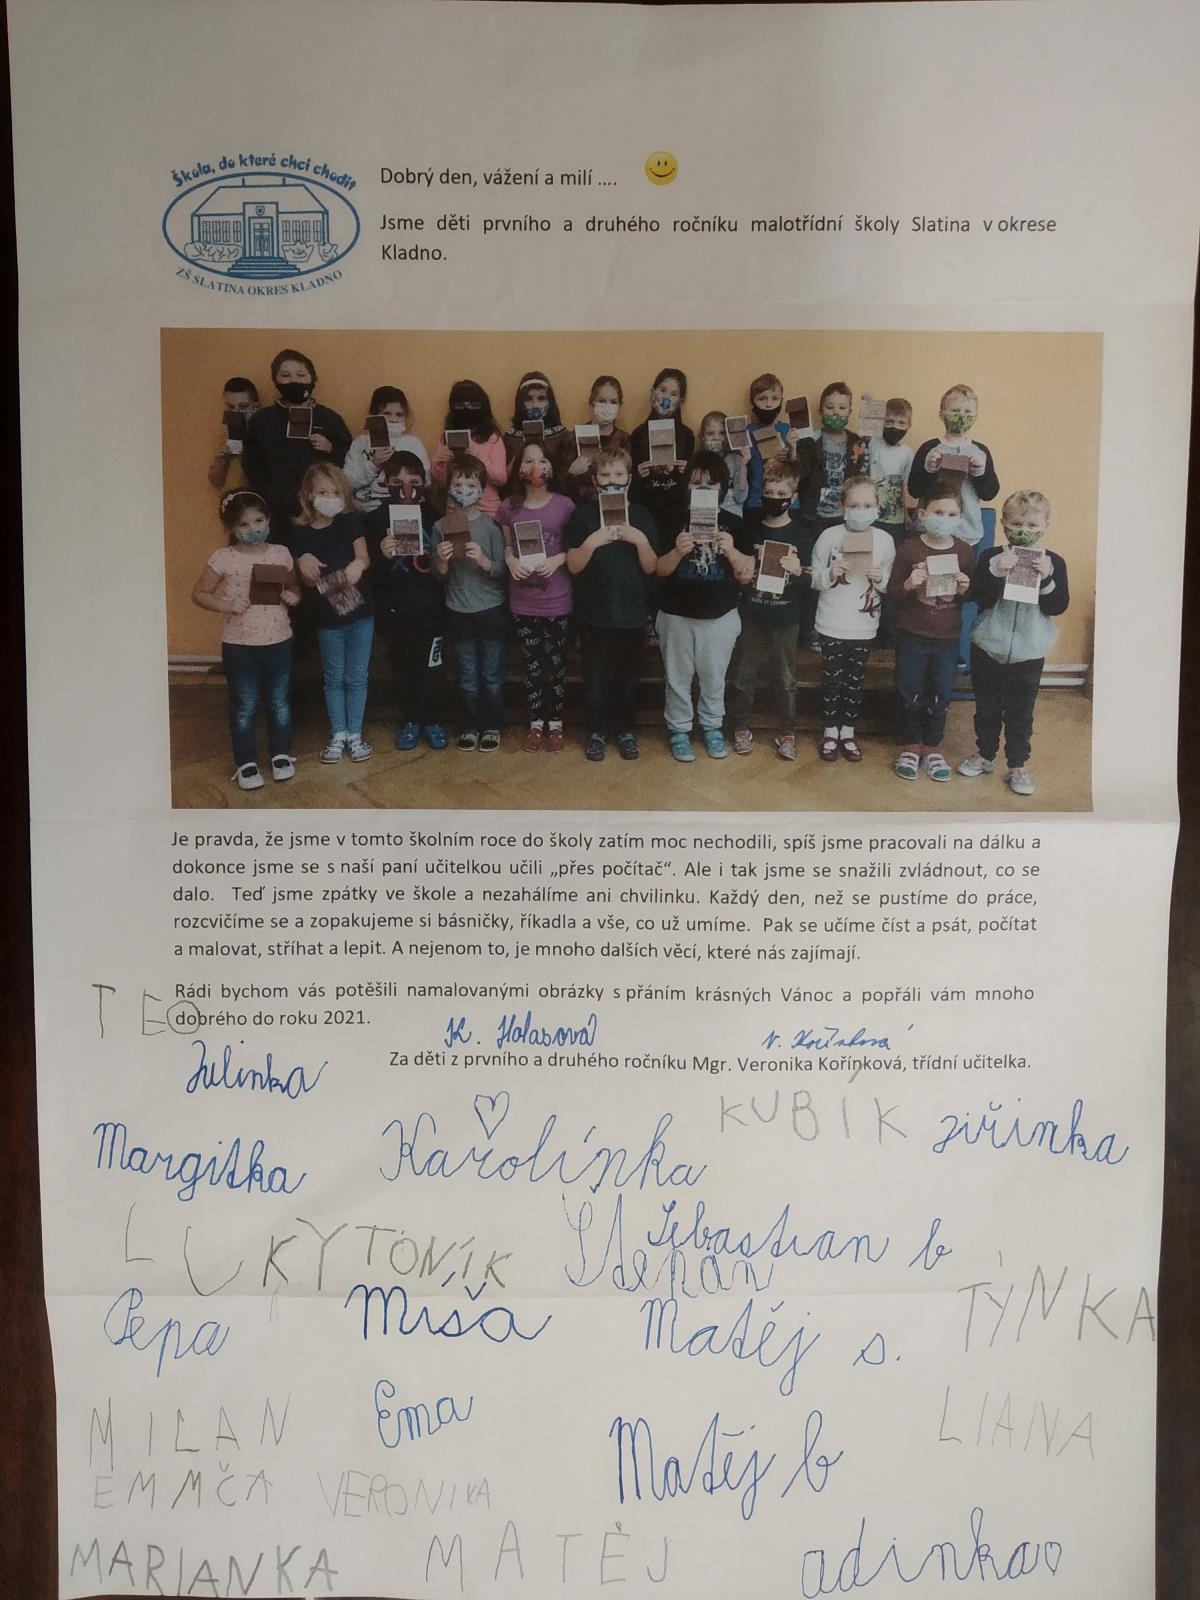 Škola, do které chci chodit
ZŠ SLATINA OKRES KLADNO
Dobrý den, vážení a milí ....
Jsme děti prvního a druhého ročníku malotřídní školy Slatina v okrese
Kladno.
Je pravda, že jsme v tomto školním roce do školy zatím moc nechodili, spíš jsme pracovali na dálku a
dokonce jsme se s naší paní učitelkou učili „přes počítač“. Ale i tak jsme se snažili zvládnout, co se
dalo. Teď jsme zpátky ve škole a nezahálíme ani chvilinku. Každý den, než se pustíme do práce,
rozcvičíme se a zopakujeme si básničky, říkadla a vše, co už umíme. Pak se učíme číst a psát, počítat
a malovat, stříhat a lepit. A nejenom to, je mnoho dalších věcí, které nás zajímají.
Rádi bychom vás potěšili namalovanými obrázky s přáním krásných Vánoc a popřáli vám mnoho
dobrého do roku 2021.
TEO
K. Holasová V. Kořínková
Za děti z prvního a druhého ročníku Mgr. Veronika Kořínková, třídní učitelka.
Julinka
KUBIK Jiřinka
Margitka Karolínka
LUKY TONÍK Štěpán Sebastian b
Pepa Míša Matěj s. TÝNKA
MILAN Ema Matěj b LIANA
EMMČA VERONIKA
MARIANKA MATĚJ adinka